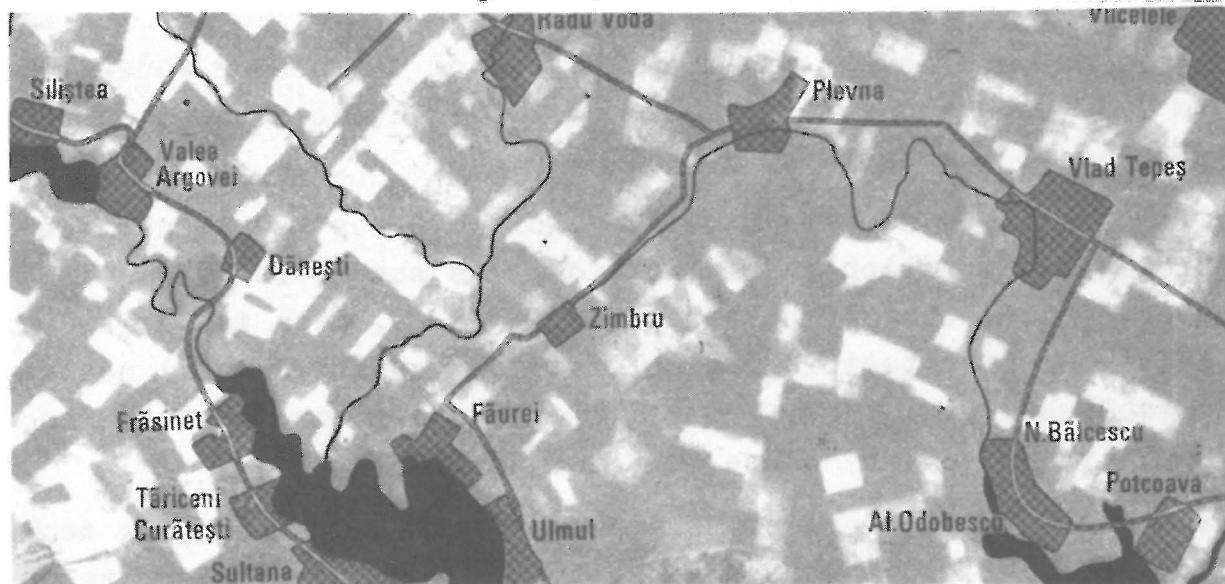 Radu Vodă
Vîlcelele
Siliștea
Plevna
Valea
Argovei
Vlad Tepeș
Dănești
Zimbru
Frăsinet
Făurei
N.Bălcescu
Tăriceni
Curătești
Potcoava
Al.Odobescu
Ulmul
Sultana